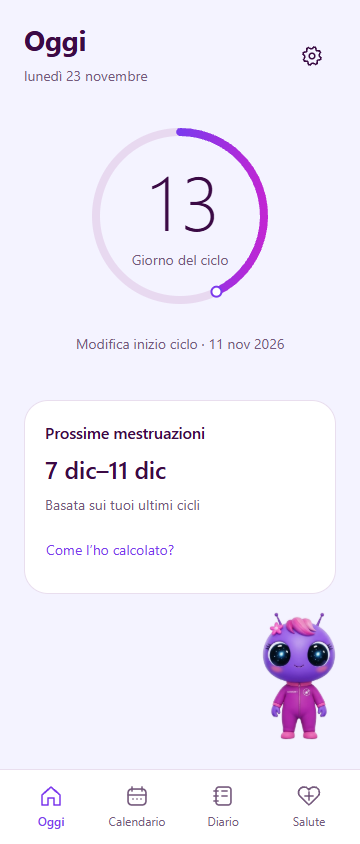 Oggi
lunedì 23 novembre
13
Giorno del ciclo
Modifica inizio ciclo · 11 nov 2026
Prossime mestruazioni
7 dic–11 dic
Basata sui tuoi ultimi cicli
Come l’ho calcolato?
Oggi
Calendario
Diario
Salute